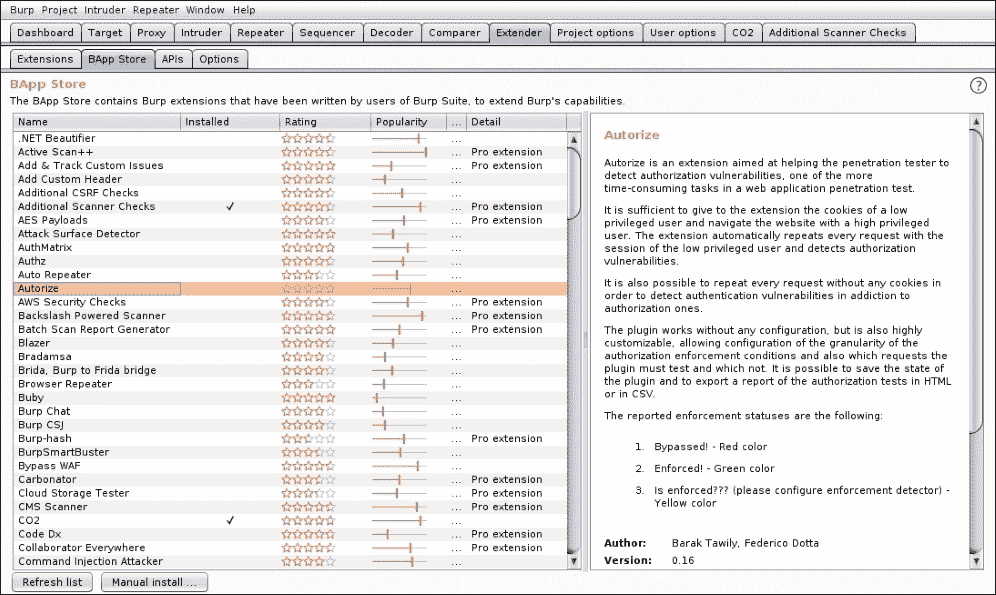 Burp Project Intruder Repeater Window Help
Dashboard Target Proxy Intruder Repeater Sequencer Decoder Comparer Extender Project options User options CO2 Additional Scanner Checks
Extensions BApp Store APIs Options
BApp Store
?
The BApp Store contains Burp extensions that have been written by users of Burp Suite, to extend Burp's capabilities.
Name Installed Rating Popularity ... Detail
.NET Beautifier ...
Active Scan++ ... Pro extension
Add & Track Custom Issues ... Pro extension
Add Custom Header ...
Additional CSRF Checks ...
Additional Scanner Checks ✓ ... Pro extension
AES Payloads ... Pro extension
Attack Surface Detector ...
AuthMatrix ...
Authz ...
Auto Repeater ...
Autorize ...
AWS Security Checks ... Pro extension
Backslash Powered Scanner ... Pro extension
Batch Scan Report Generator ... Pro extension
Blazer ...
Bradamsa ...
Brida, Burp to Frida bridge ...
Browser Repeater ...
Buby ...
Burp Chat ...
Burp CSJ ...
Burp-hash ... Pro extension
BurpSmartBuster ...
Bypass WAF ...
Carbonator ... Pro extension
Cloud Storage Tester ... Pro extension
CMS Scanner ... Pro extension
CO2 ✓ ...
Code Dx ... Pro extension
Collaborator Everywhere ... Pro extension
Command Injection Attacker ...
Refresh list Manual install ...
Autorize
Autorize is an extension aimed at helping the penetration tester to
detect authorization vulnerabilities, one of the more
time-consuming tasks in a web application penetration test.
It is sufficient to give to the extension the cookies of a low
privileged user and navigate the website with a high privileged
user. The extension automatically repeats every request with the
session of the low privileged user and detects authorization
vulnerabilities.
It is also possible to repeat every request without any cookies in
order to detect authentication vulnerabilities in addiction to
authorization ones.
The plugin works without any configuration, but is also highly
customizable, allowing configuration of the granularity of the
authorization enforcement conditions and also which requests the
plugin must test and which not. It is possible to save the state of
the plugin and to export a report of the authorization tests in HTML
or in CSV.
The reported enforcement statuses are the following:
1. Bypassed! - Red color
2. Enforced! - Green color
3. Is enforced??? (please configure enforcement detector) -
Yellow color
Author: Barak Tawily, Federico Dotta
Version: 0.16